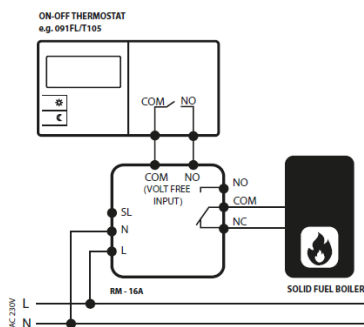 ON-OFF THERMOSTAT
e.g. 091FL/T105
COM NO
COM NO
(VOLT FREE
INPUT)
NO
COM
NC
SL
N
L
RM - 16A
SOLID FUEL BOILER
AC 230V
L
N